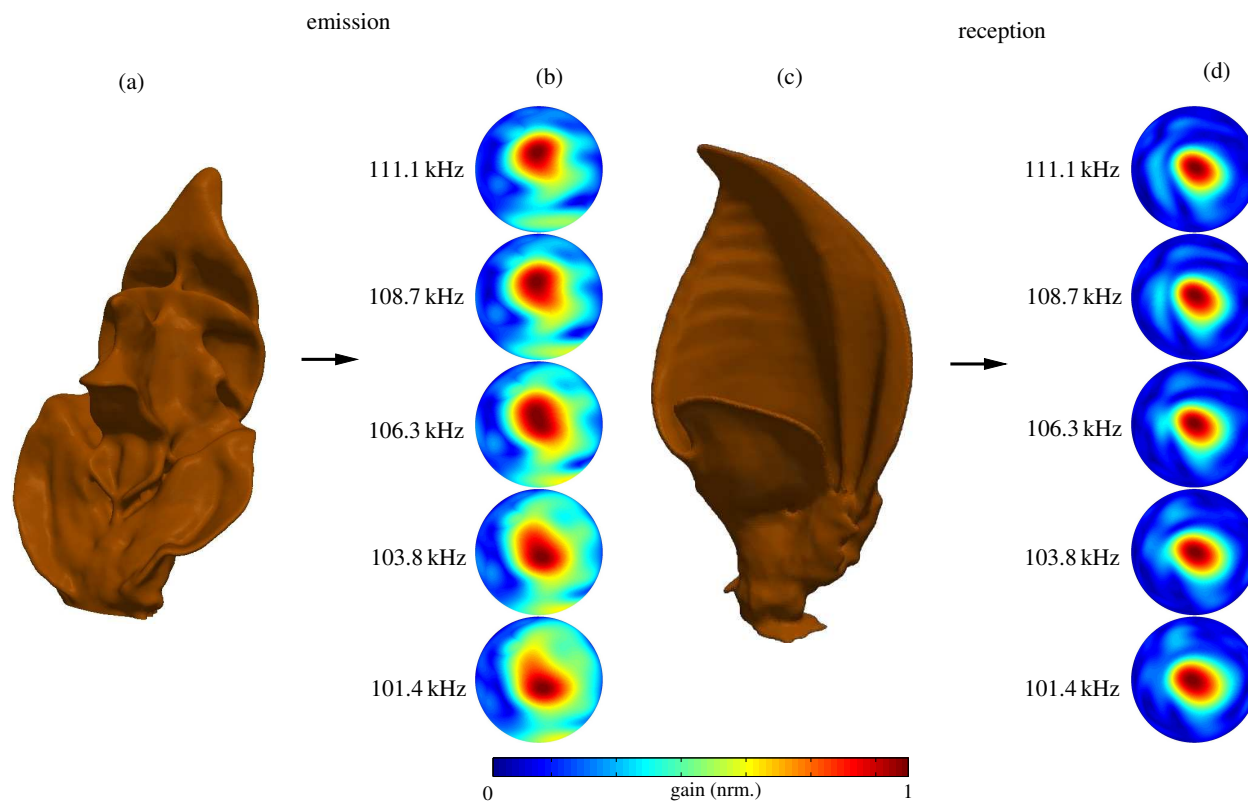 emission
reception
(a)
(b)
(c)
(d)
111.1 kHz
108.7 kHz
106.3 kHz
103.8 kHz
101.4 kHz
111.1 kHz
108.7 kHz
106.3 kHz
103.8 kHz
101.4 kHz
0
gain (nrm.)
1